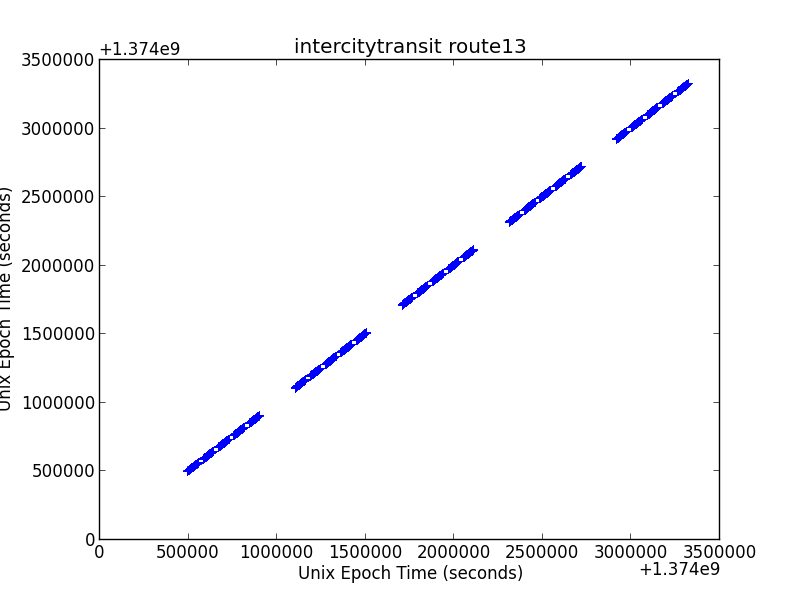 intercitytransit route13
+1.374e9
3500000
3000000
2500000
2000000
1500000
1000000
500000
0
Unix Epoch Time (seconds)
0 500000 1000000 1500000 2000000 2500000 3000000 3500000
+1.374e9
Unix Epoch Time (seconds)